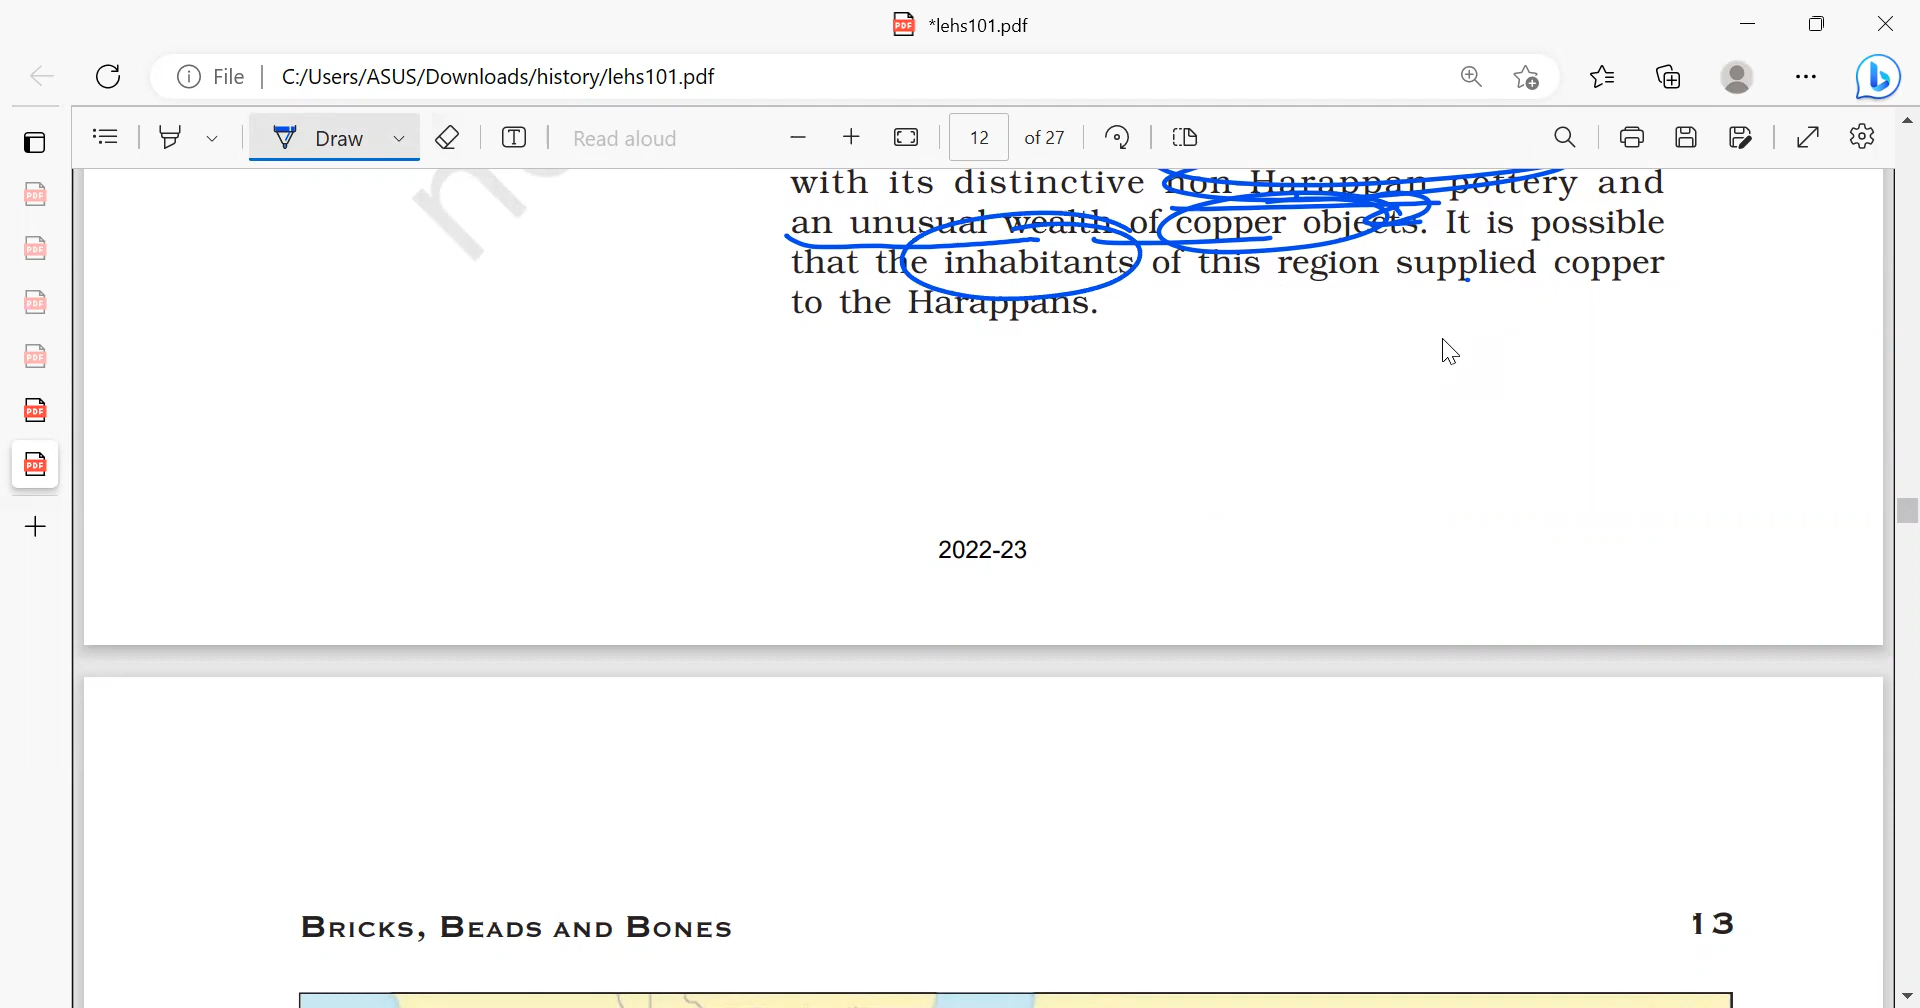 *lehs101.pdf
File C:/Users/ASUS/Downloads/history/lehs101.pdf
Draw Read aloud 12 of 27
with its distinctive non Harappan pottery and
an unusual wealth of copper objects. It is possible
that the inhabitants of this region supplied copper
to the Harappans.
2022-23
BRICKS, BEADS AND BONES 13